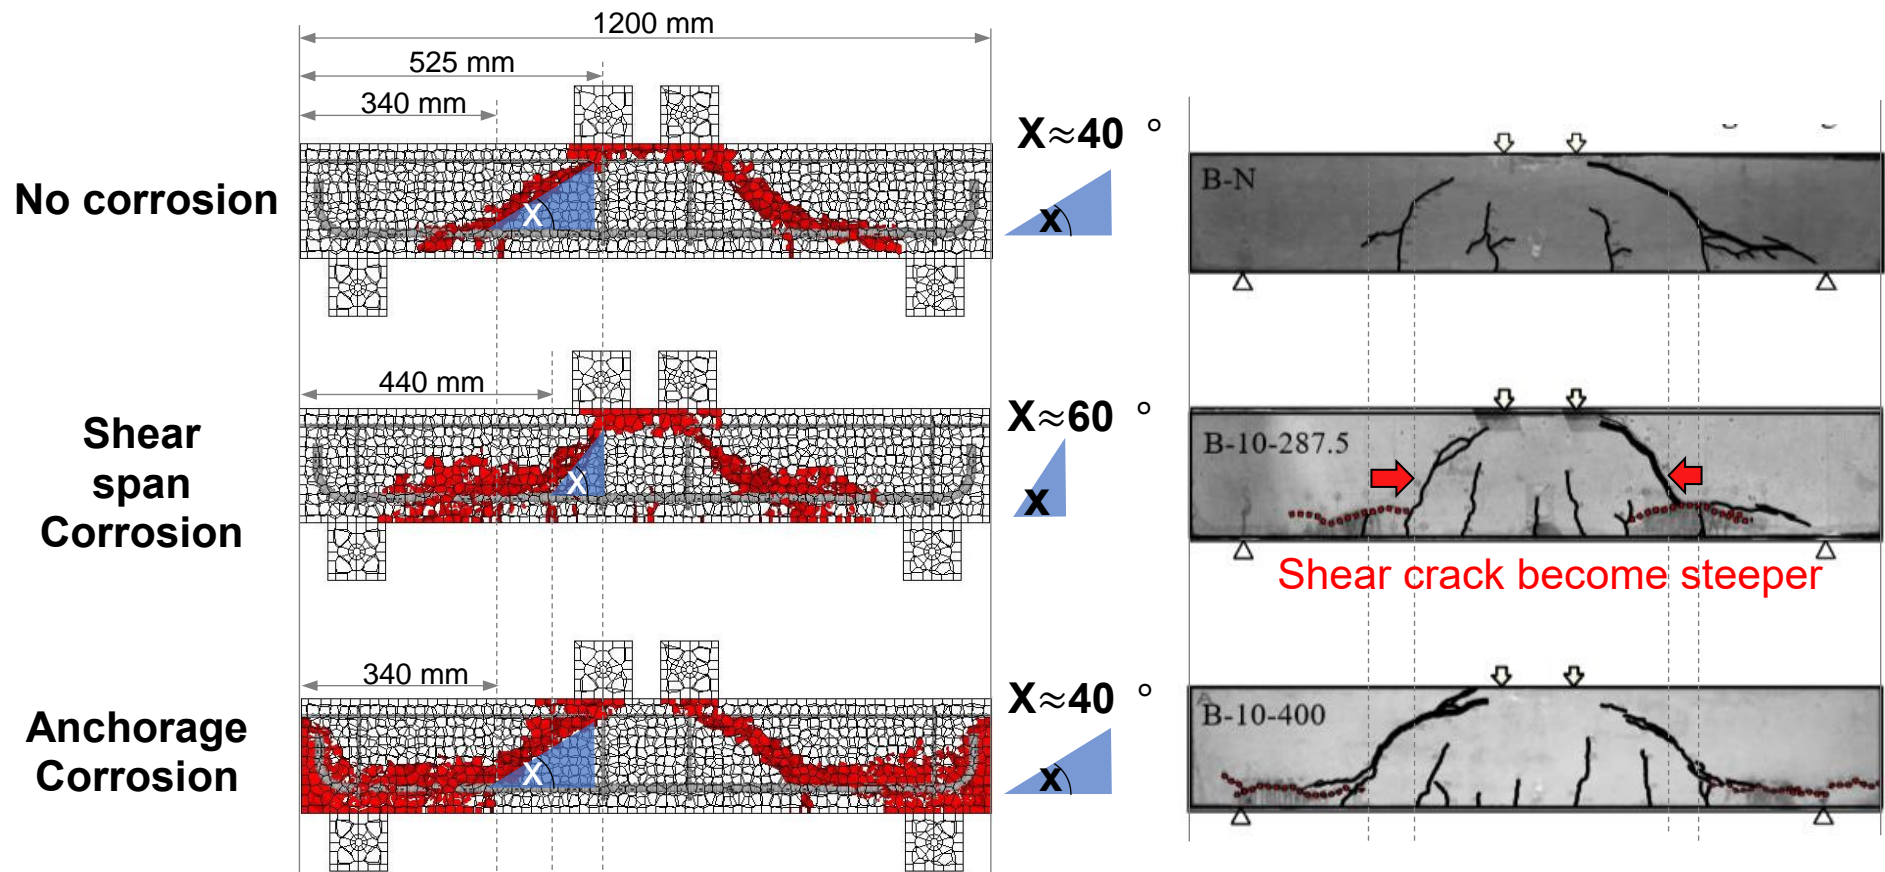 1200 mm
525 mm
340 mm
No corrosion
X
X≈40 °
x
B-N
440 mm
Shear
span
Corrosion
X
X≈60 °
x
B-10-287.5
Shear crack become steeper
340 mm
Anchorage
Corrosion
X
X≈40 °
x
B-10-400